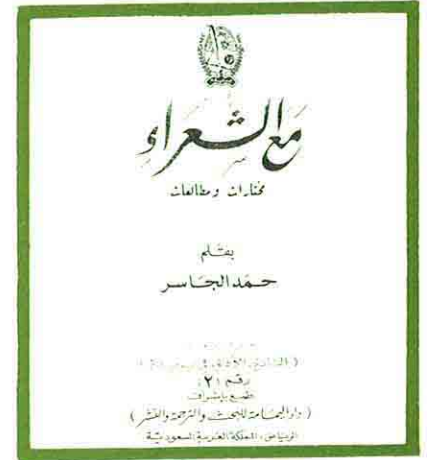 مع الشعراء
مختارات ومطالعات
بقلم
حمد الجاسر
رقم (٢)
طبع بإشراف
(دار اليمامة للبحث والترجمة والنشر)
الرياض، المملكة العربية السعودية